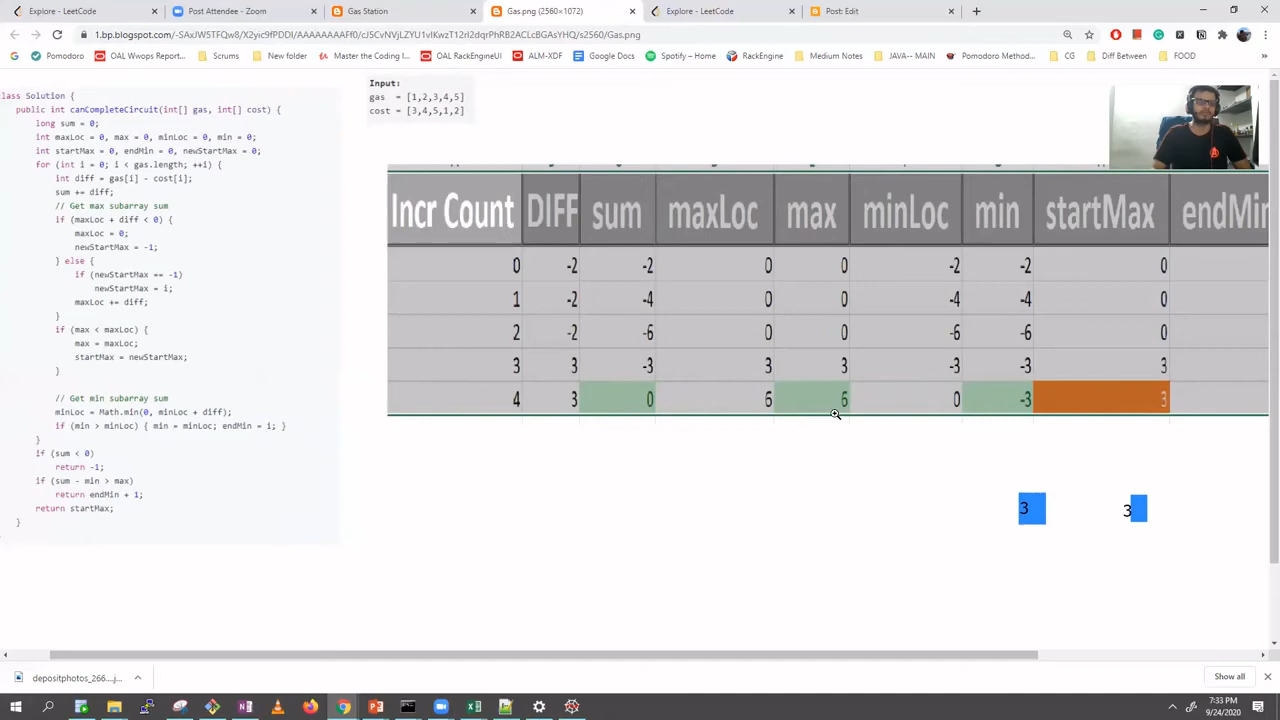 Explore - LeetCode
Post Attendee - Zoom
Gas Station
Gas.png (2560×1072)
Explore - LeetCode
Post: Edit
Pomodoro
OAL Wwops Report...
Scrums
New folder
Master the Coding I...
OAL RackEngineUI
ALM-XDF
Google Docs
Spotify – Home
RackEngine
Medium Notes
JAVA-- MAIN
Pomodoro Method...
CG
Diff Between
FOOD
class Solution {
public int canCompleteCircuit(int[] gas, int[] cost) {
long sum = 0;
int maxLoc = 0, max = 0, minLoc = 0, min = 0;
int startMax = 0, endMin = 0, newStartMax = 0;
for (int i = 0; i < gas.length; ++i) {
int diff = gas[i] - cost[i];
sum += diff;
// Get max subarray sum
if (maxLoc + diff < 0) {
maxLoc = 0;
newStartMax = -1;
} else {
if (newStartMax == -1)
newStartMax = i;
maxLoc += diff;
}
if (max < maxLoc) {
max = maxLoc;
startMax = newStartMax;
}
// Get min subarray sum
minLoc = Math.min(0, minLoc + diff);
if (min > minLoc) { min = minLoc; endMin = i; }
}
if (sum < 0)
return -1;
if (sum - min > max)
return endMin + 1;
return startMax;
}
Input:
gas = [1,2,3,4,5]
cost = [3,4,5,1,2]
Incr Count DIFF sum maxLoc max minLoc min startMax endMin
0 -2 -2 0 0 -2 -2 0
1 -2 -4 0 0 -4 -4 0
2 -2 -6 0 0 -6 -6 0
3 3 -3 3 3 -3 -3 3
4 3 0 6 6 0 -3 3
3 3
depositphotos_266....j...
Show all
7:33 PM
9/24/2020